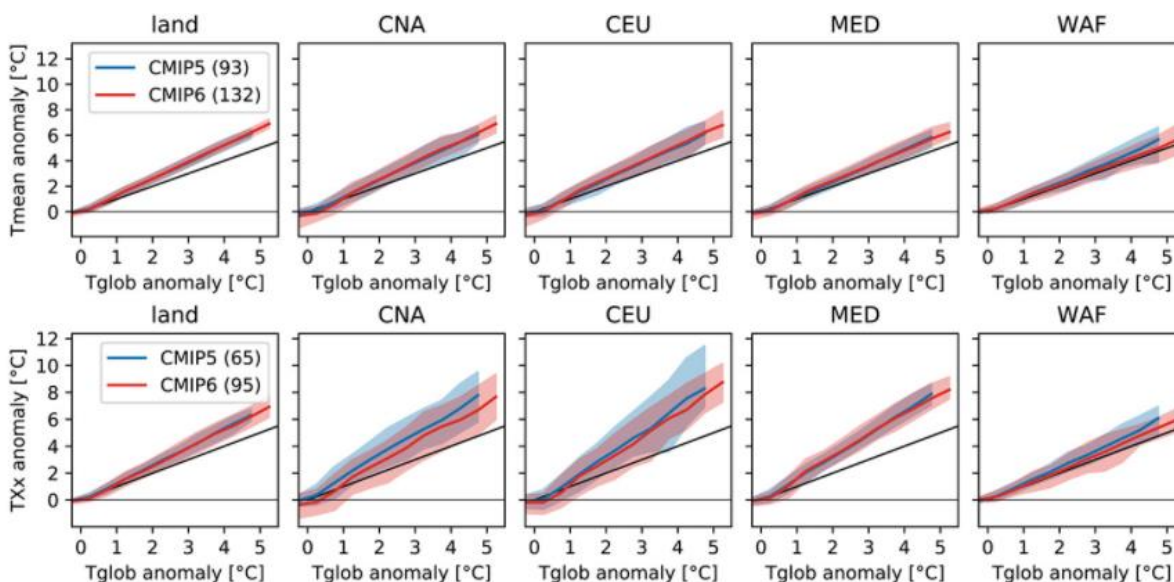 land CNA CEU MED WAF
Tmean anomaly [°C]
12
10
8
6
4
2
0
CMIP5 (93)
CMIP6 (132)
0 1 2 3 4 5 0 1 2 3 4 5 0 1 2 3 4 5 0 1 2 3 4 5 0 1 2 3 4 5
Tglob anomaly [°C] Tglob anomaly [°C] Tglob anomaly [°C] Tglob anomaly [°C] Tglob anomaly [°C]
land CNA CEU MED WAF
TXx anomaly [°C]
12
10
8
6
4
2
0
CMIP5 (65)
CMIP6 (95)
0 1 2 3 4 5 0 1 2 3 4 5 0 1 2 3 4 5 0 1 2 3 4 5 0 1 2 3 4 5
Tglob anomaly [°C] Tglob anomaly [°C] Tglob anomaly [°C] Tglob anomaly [°C] Tglob anomaly [°C]